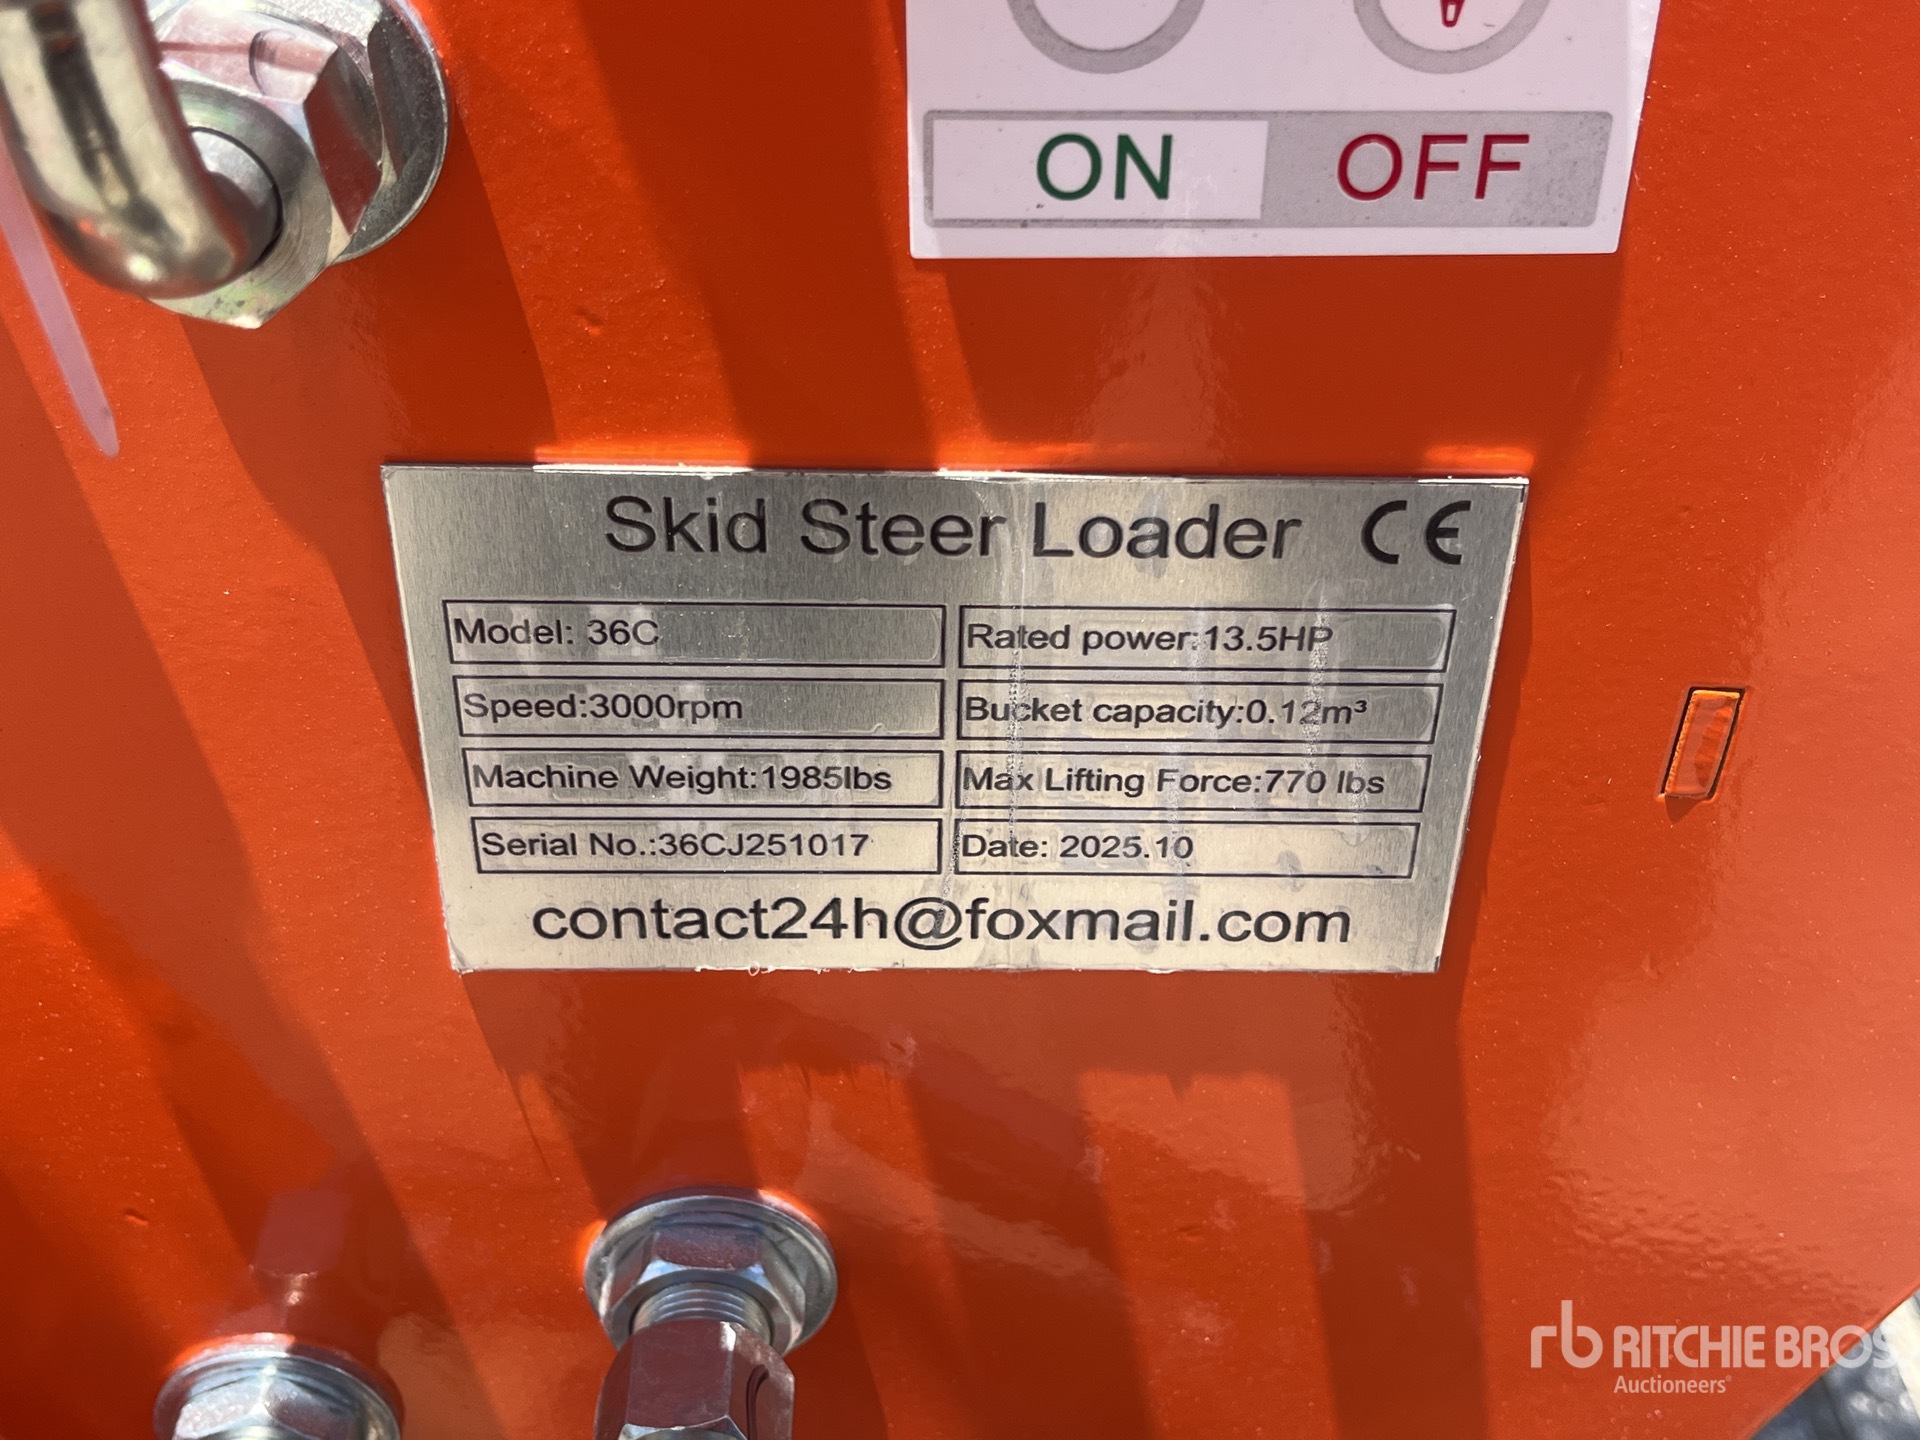 ON OFF
Skid Steer Loader CE
Model: 36C
Rated power:13.5HP
Speed:3000rpm
Bucket capacity:0.12m³
Machine Weight:1985lbs
Max Lifting Force:770 lbs
Serial No.:36CJ251017
Date: 2025.10
contact24h@foxmail.com
rb RITCHIE BROS
Auctioneers®